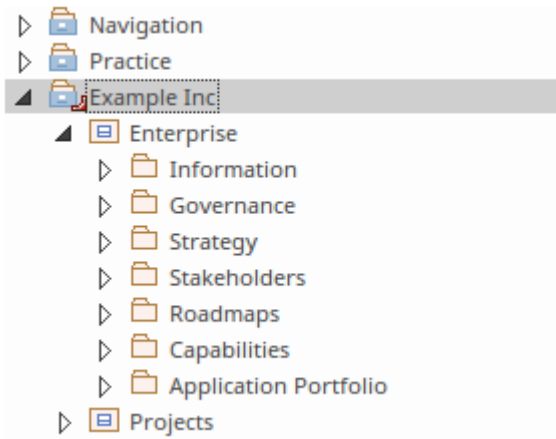 Navigation
Practice
Example Inc
Enterprise
Information
Governance
Strategy
Stakeholders
Roadmaps
Capabilities
Application Portfolio
Projects